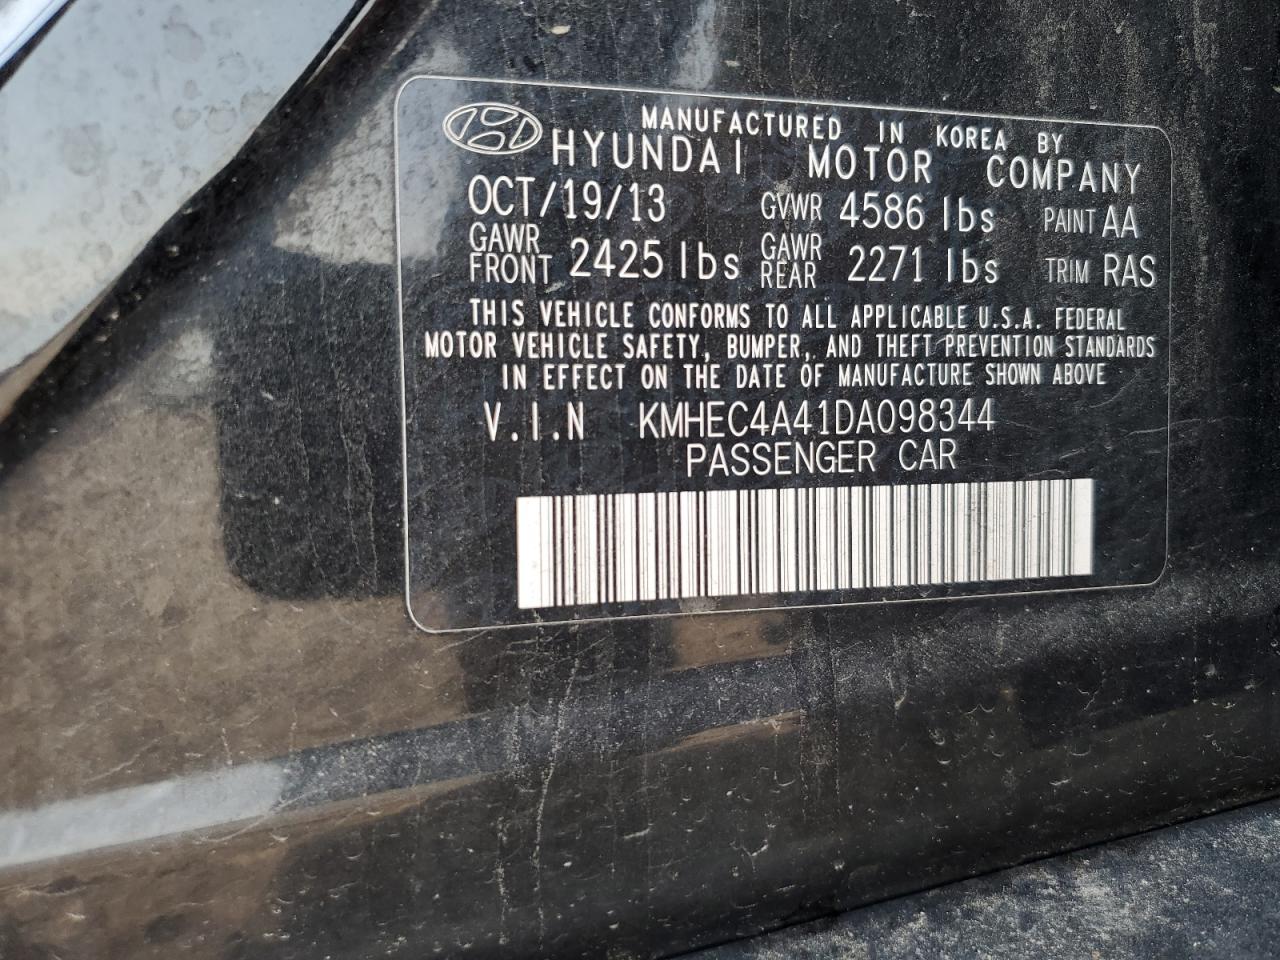 MANUFACTURED IN KOREA BY
HYUNDAI MOTOR COMPANY
OCT/19/13 GVWR 4586 lbs PAINT AA
GAWR FRONT 2425 lbs GAWR REAR 2271 lbs TRIM RAS
THIS VEHICLE CONFORMS TO ALL APPLICABLE U.S.A. FEDERAL
MOTOR VEHICLE SAFETY, BUMPER, AND THEFT PREVENTION STANDARDS
IN EFFECT ON THE DATE OF MANUFACTURE SHOWN ABOVE
V.I.N KMHEC4A41DA098344
PASSENGER CAR